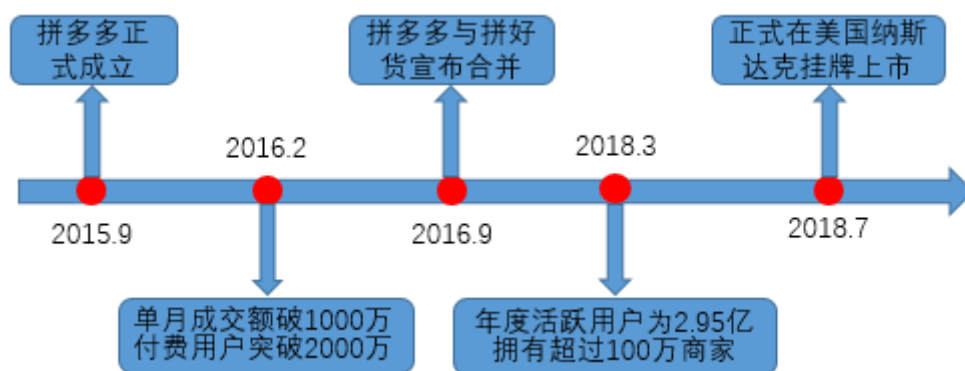 拼多多正
式成立
拼多多与拼好
货宣布合并
正式在美国纳斯
达克挂牌上市
2016.2
2018.3
2015.9
2016.9
2018.7
单月成交额破1000万
付费用户突破2000万
年度活跃用户为2.95亿
拥有超过100万商家